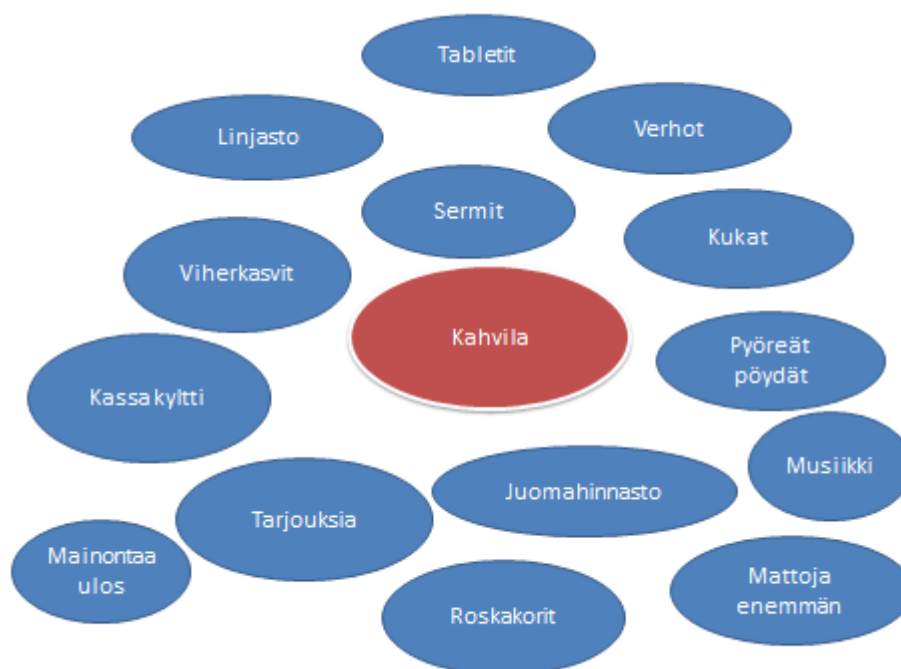 Tabletit
Verhot
Linjasto
Sermit
Kukat
Viherkasvit
Kahvila
Pyöreät
pöydät
Kassakyltti
Musiikki
Juomahinnasto
Tarjouksia
Mainontaa
ulos
Mattoja
enemmän
Roskakorit